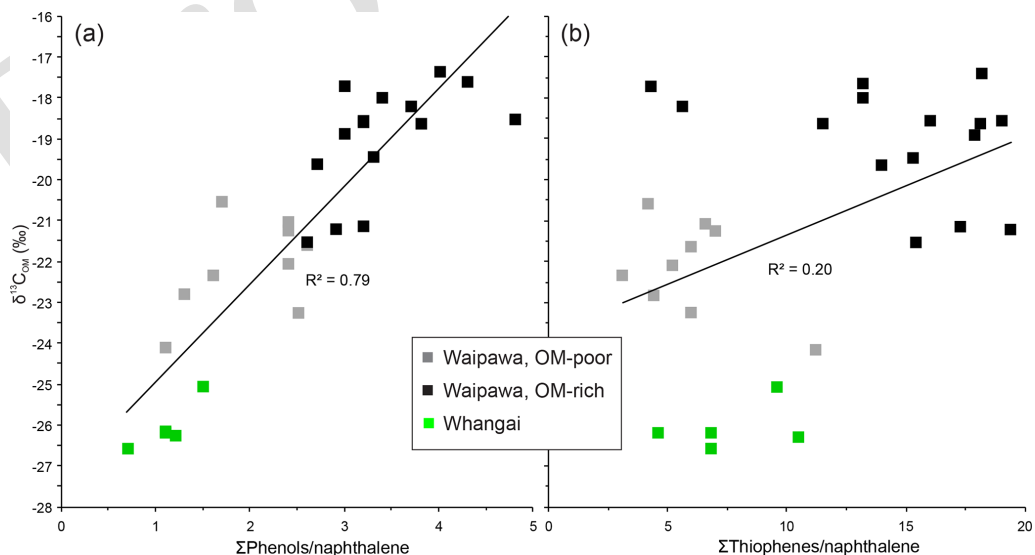 (a)
(b)
-16
-17
-18
-19
-20
-21
-22
-23
-24
-25
-26
-27
-28
δ¹³C_OM (‰)
R² = 0.79
R² = 0.20
Waipawa, OM-poor
Waipawa, OM-rich
Whangai
0 1 2 3 4 5
ΣPhenols/naphthalene
0 5 10 15 20
ΣThiophenes/naphthalene